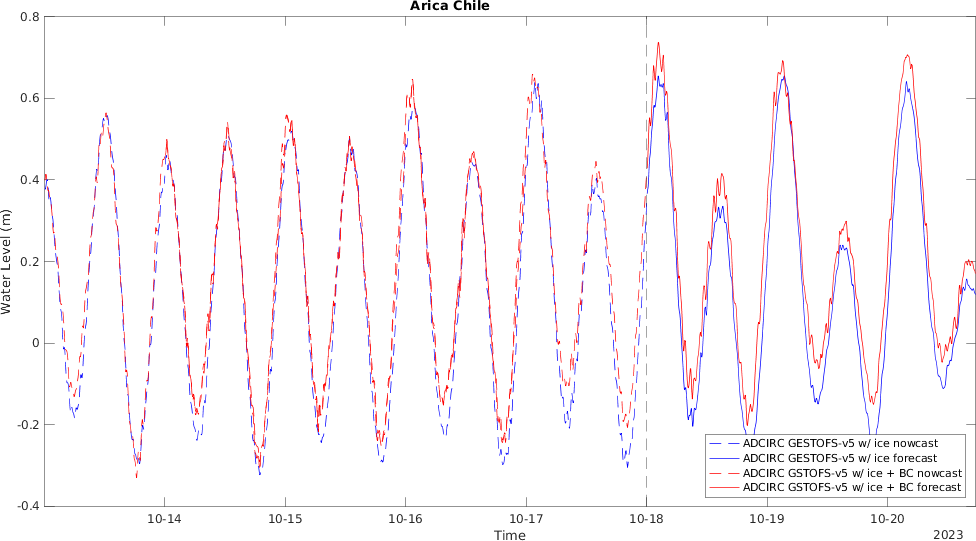 Arica Chile
Water Level (m)
0.8
0.6
0.4
0.2
0
-0.2
-0.4
10-14
10-15
10-16
10-17
10-18
10-19
10-20
Time
2023
ADCIRC GESTOFS-v5 w/ ice nowcast
ADCIRC GESTOFS-v5 w/ ice forecast
ADCIRC GSTOFS-v5 w/ ice + BC nowcast
ADCIRC GSTOFS-v5 w/ ice + BC forecast